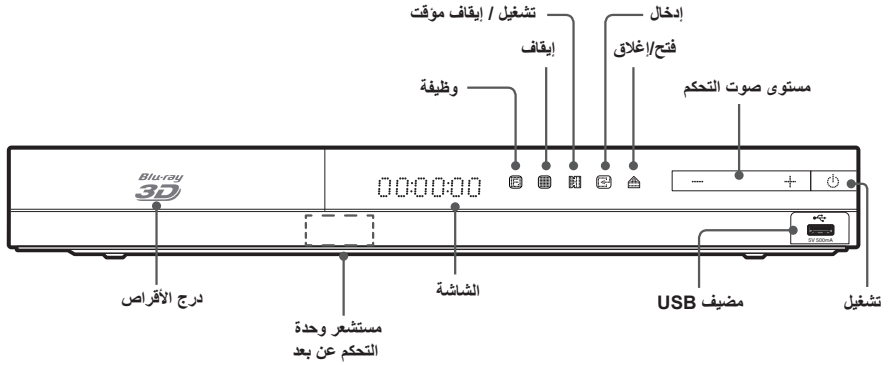 إدخال
تشغيل / إيقاف مؤقت
فتح/إغلاق
إيقاف
مستوى صوت التحكم
وظيفة
Blu-ray
3D
00:00:00
5V 500mA
درج الأقراص
الشاشة
مضيف USB
تشغيل
مستشعر وحدة
التحكم عن بعد